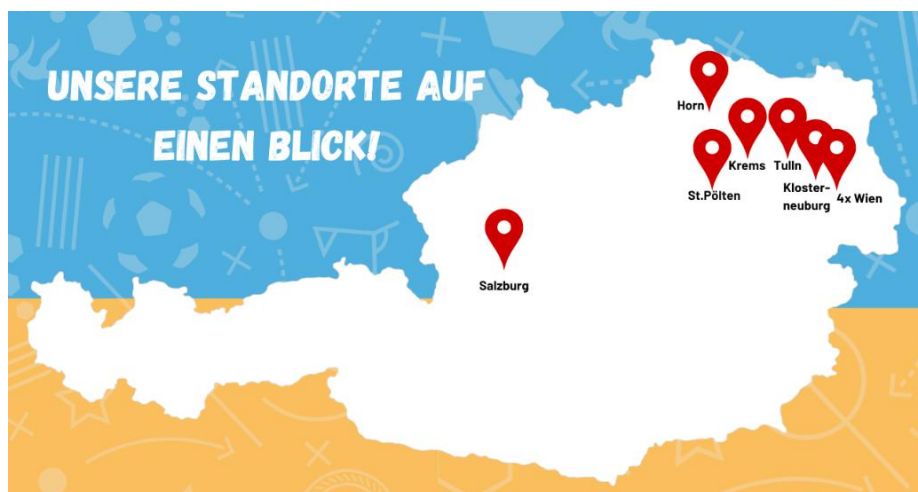 UNSERE STANDORTE AUF
EINEN BLICK!
Horn
Krems
Tulln
St.Pölten
Kloster-
neuburg
4x Wien
Salzburg